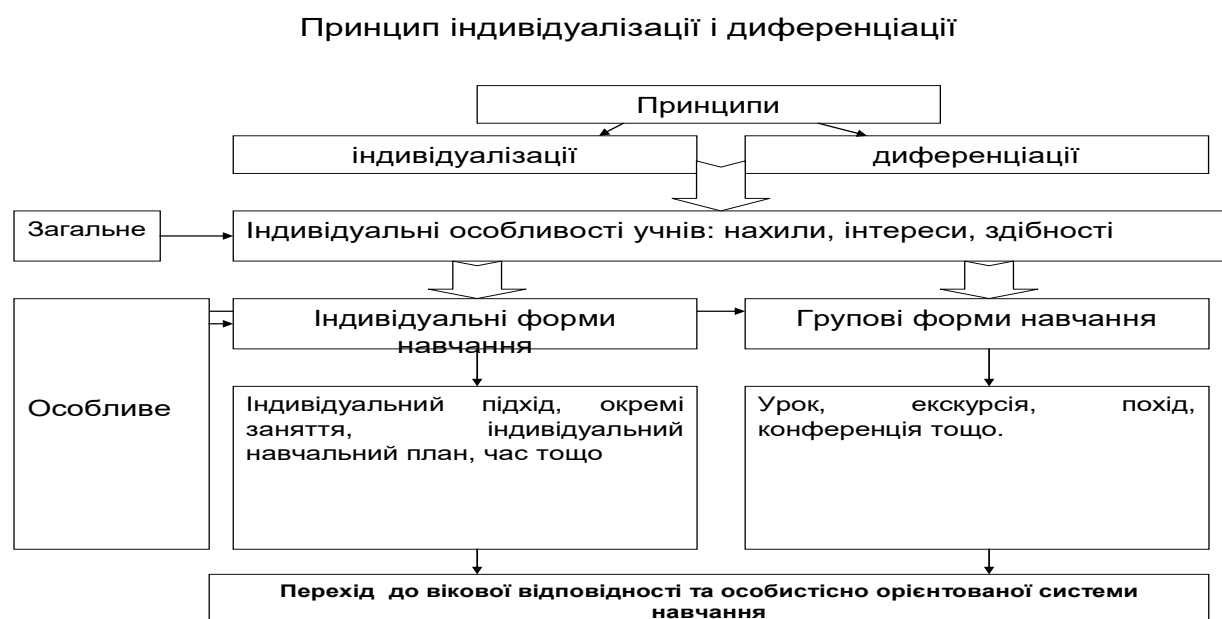 Принцип індивідуалізації і диференціації
Принципи
індивідуалізації
диференціації
Загальне
Індивідуальні особливості учнів: нахили, інтереси, здібності
Особливе
Індивідуальні форми
навчання
Групові форми навчання
Індивідуальний підхід, окремі
заняття, індивідуальний
навчальний план, час тощо
Урок, екскурсія, похід,
конференція тощо.
Перехід до вікової відповідності та особистісно орієнтованої системи
навчання